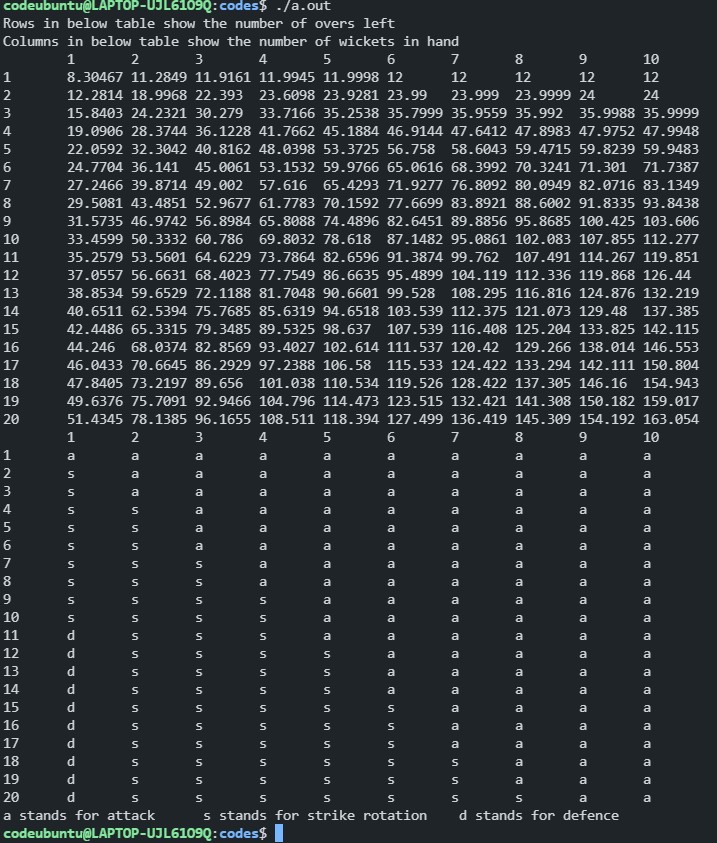 codeubuntu@LAPTOP-UJL61O9Q:codes$ ./a.out
Rows in below table show the number of overs left
Columns in below table show the number of wickets in hand
1 2 3 4 5 6 7 8 9 10
1 8.30467 11.2849 11.9161 11.9945 11.9998 12 12 12 12 12
2 12.2814 18.9968 22.393 23.6098 23.9281 23.99 23.999 23.9999 24 24
3 15.8403 24.2321 30.279 33.7166 35.2538 35.7999 35.9559 35.992 35.9988 35.9999
4 19.0906 28.3744 36.1228 41.7662 45.1884 46.9144 47.6412 47.8983 47.9752 47.9948
5 22.0592 32.3042 40.8162 48.0398 53.3725 56.758 58.6043 59.4715 59.8239 59.9483
6 24.7704 36.141 45.0061 53.1532 59.9766 65.0616 68.3992 70.3241 71.301 71.7387
7 27.2466 39.8714 49.002 57.616 65.4293 71.9277 76.8092 80.0949 82.0716 83.1349
8 29.5081 43.4851 52.9677 61.7783 70.1592 77.6699 83.8921 88.6002 91.8335 93.8438
9 31.5735 46.9742 56.8984 65.8088 74.4896 82.6451 89.8856 95.8685 100.425 103.606
10 33.4599 50.3332 60.786 69.8032 78.618 87.1482 95.0861 102.083 107.855 112.277
11 35.2579 53.5601 64.6229 73.7864 82.6596 91.3874 99.762 107.491 114.267 119.851
12 37.0557 56.6631 68.4023 77.7549 86.6635 95.4899 104.119 112.336 119.868 126.44
13 38.8534 59.6529 72.1188 81.7048 90.6601 99.528 108.295 116.816 124.876 132.219
14 40.6511 62.5394 75.7685 85.6319 94.6518 103.539 112.375 121.073 129.48 137.385
15 42.4486 65.3315 79.3485 89.5325 98.637 107.539 116.408 125.204 133.825 142.115
16 44.246 68.0374 82.8569 93.4027 102.614 111.537 120.42 129.266 138.014 146.553
17 46.0433 70.6645 86.2929 97.2388 106.58 115.533 124.422 133.294 142.111 150.804
18 47.8405 73.2197 89.656 101.038 110.534 119.526 128.422 137.305 146.16 154.943
19 49.6376 75.7091 92.9466 104.796 114.473 123.515 132.421 141.308 150.182 159.017
20 51.4345 78.1385 96.1655 108.511 118.394 127.499 136.419 145.309 154.192 163.054
1 2 3 4 5 6 7 8 9 10
1 a a a a a a a a a a
2 s a a a a a a a a a
3 s a a a a a a a a a
4 s s a a a a a a a a
5 s s a a a a a a a a
6 s s a a a a a a a a
7 s s s a a a a a a a
8 s s s a a a a a a a
9 s s s s a a a a a a
10 s s s s a a a a a a
11 d s s s a a a a a a
12 d s s s s a a a a a
13 d s s s s a a a a a
14 d s s s s a a a a a
15 d s s s s s a a a a
16 d s s s s s a a a a
17 d s s s s s a a a a
18 d s s s s s s a a a
19 d s s s s s s a a a
20 d s s s s s s s a a
a stands for attack s stands for strike rotation d stands for defence
codeubuntu@LAPTOP-UJL61O9Q:codes$